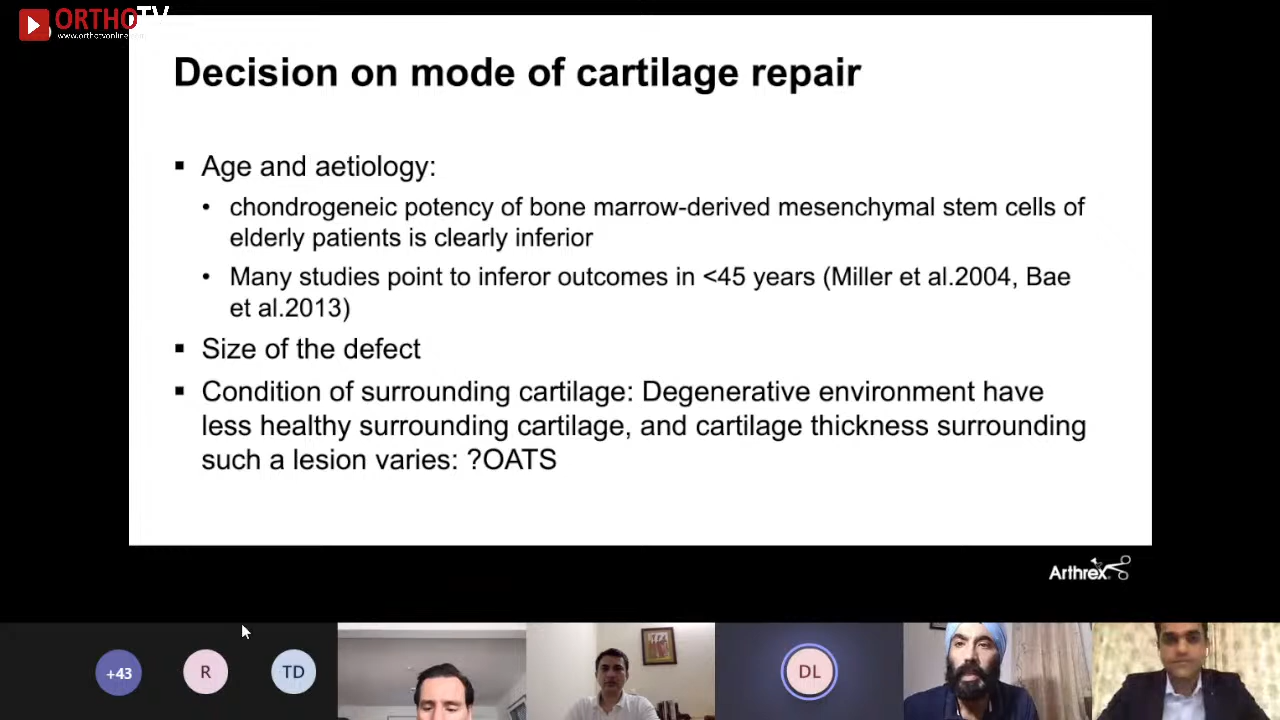 ORTHOTV
www.orthotvonline.com
Decision on mode of cartilage repair
▪ Age and aetiology:
• chondrogeneic potency of bone marrow-derived mesenchymal stem cells of
elderly patients is clearly inferior
• Many studies point to inferor outcomes in <45 years (Miller et al.2004, Bae
et al.2013)
▪ Size of the defect
▪ Condition of surrounding cartilage: Degenerative environment have
less healthy surrounding cartilage, and cartilage thickness surrounding
such a lesion varies: ?OATS
Arthrex
+43
R
TD
DL